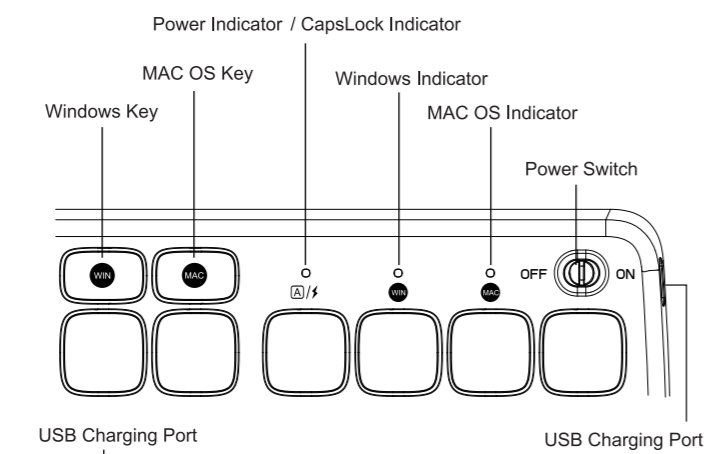 Power Indicator / CapsLock Indicator
MAC OS Key
Windows Indicator
Windows Key
MAC OS Indicator
Power Switch
WIN
MAC
OFF
ON
A/⚡
WIN
MAC
USB Charging Port
USB Charging Port